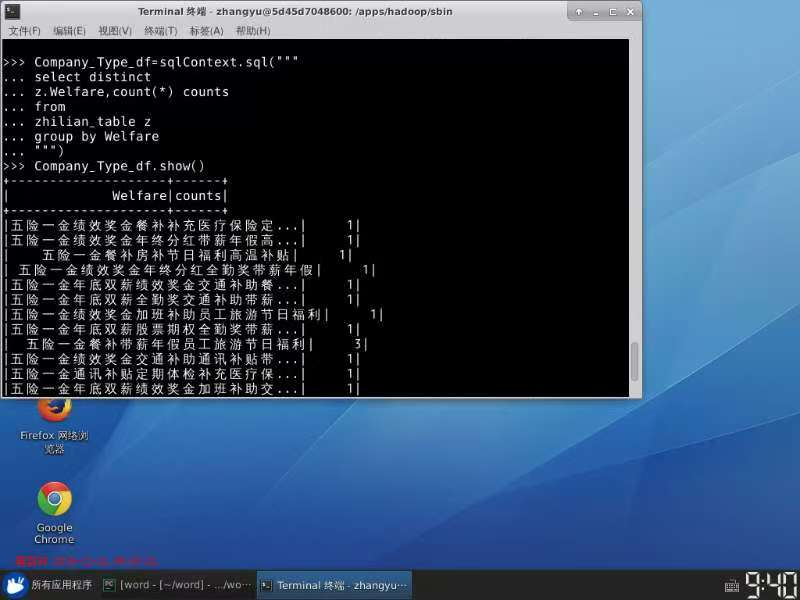 Terminal 终端 - zhangyu@5d45d7048600: /apps/hadoop/sbin
文件(F) 编辑(E) 视图(V) 终端(T) 标签(A) 帮助(H)
>>> Company_Type_df=sqlContext.sql("""
... select distinct
... z.Welfare,count(*) counts
... from
... zhilian_table z
... group by Welfare
... """)
>>> Company_Type_df.show()
+--------------------+------+
|             Welfare|counts|
+--------------------+------+
|五险一金绩效奖金餐补补充医疗保险定...|     1|
|五险一金绩效奖金年终分红带薪年假高...|     1|
|    五险一金餐补房补节日福利高温补贴|     1|
| 五险一金绩效奖金年终分红全勤奖带薪年假|     1|
|五险一金年底双薪绩效奖金交通补助餐...|     1|
|五险一金年底双薪全勤奖交通补助带薪...|     1|
|五险一金绩效奖金加班补助员工旅游节日福利|     1|
|五险一金年底双薪股票期权全勤奖带薪...|     1|
|  五险一金餐补带薪年假员工旅游节日福利|     3|
|五险一金绩效奖金交通补助通讯补贴带...|     1|
|五险一金通讯补贴定期体检补充医疗保...|     1|
|五险一金年底双薪绩效奖金加班补助交...|     1|
Firefox 网络浏
览器
Google
Chrome
所有应用程序 [word - [~/word] - .../wo... Terminal 终端 - zhangyu... 9:40